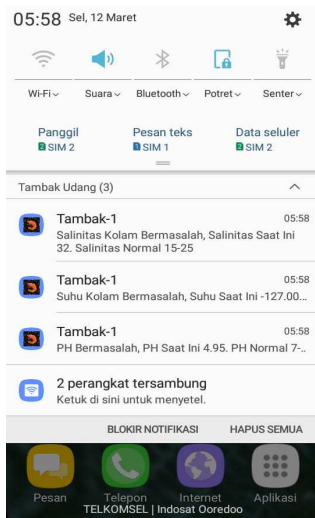 05:58 Sel, 12 Maret
Wi-Fi Suara Bluetooth Potret Senter
Panggil Pesan teks Data seluler
2 SIM 2 1 SIM 1 2 SIM 2
Tambak Udang (3)
Tambak-1 05:58
Salinitas Kolam Bermasalah, Salinitas Saat Ini
32. Salinitas Normal 15-25
Tambak-1 05:58
Suhu Kolam Bermasalah, Suhu Saat Ini -127.00...
Tambak-1 05:58
PH Bermasalah, PH Saat Ini 4.95. PH Normal 7-..
2 perangkat tersambung
Ketuk di sini untuk menyetel.
BLOKIR NOTIFIKASI HAPUS SEMUA
Pesan Telepon Internet Aplikasi
TELKOMSEL | Indosat Ooredoo